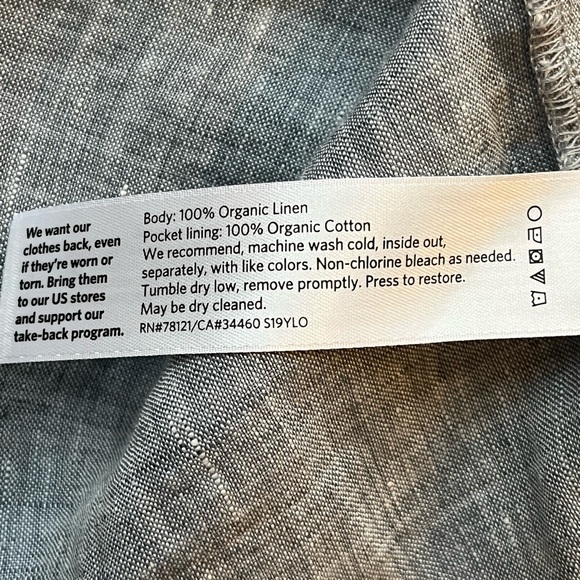 We want our
clothes back, even
if they're worn or
torn. Bring them
to our US stores
and support our
take-back program.
Body: 100% Organic Linen
Pocket lining: 100% Organic Cotton
We recommend, machine wash cold, inside out,
separately, with like colors. Non-chlorine bleach as needed.
Tumble dry low, remove promptly. Press to restore.
May be dry cleaned.
RN#78121/CA#34460 S19YLO